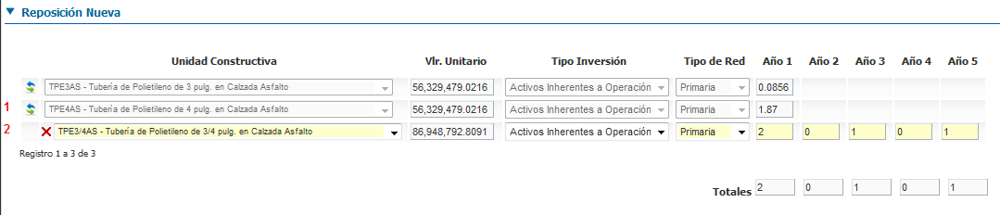 Reposición Nueva
Unidad Constructiva Vlr. Unitario Tipo Inversión Tipo de Red Año 1 Año 2 Año 3 Año 4 Año 5
TPE3AS - Tubería de Polietileno de 3 pulg. en Calzada Asfalto 56,329,479.0216 Activos Inherentes a Operación Primaria 0.0856
1 TPE4AS - Tubería de Polietileno de 4 pulg. en Calzada Asfalto 56,329,479.0216 Activos Inherentes a Operación Primaria 1.87
2 TPE3/4AS - Tubería de Polietileno de 3/4 pulg. en Calzada Asfalto 86,948,792.8091 Activos Inherentes a Operación Primaria 2 0 1 0 1
Registro 1 a 3 de 3
Totales 2 0 1 0 1